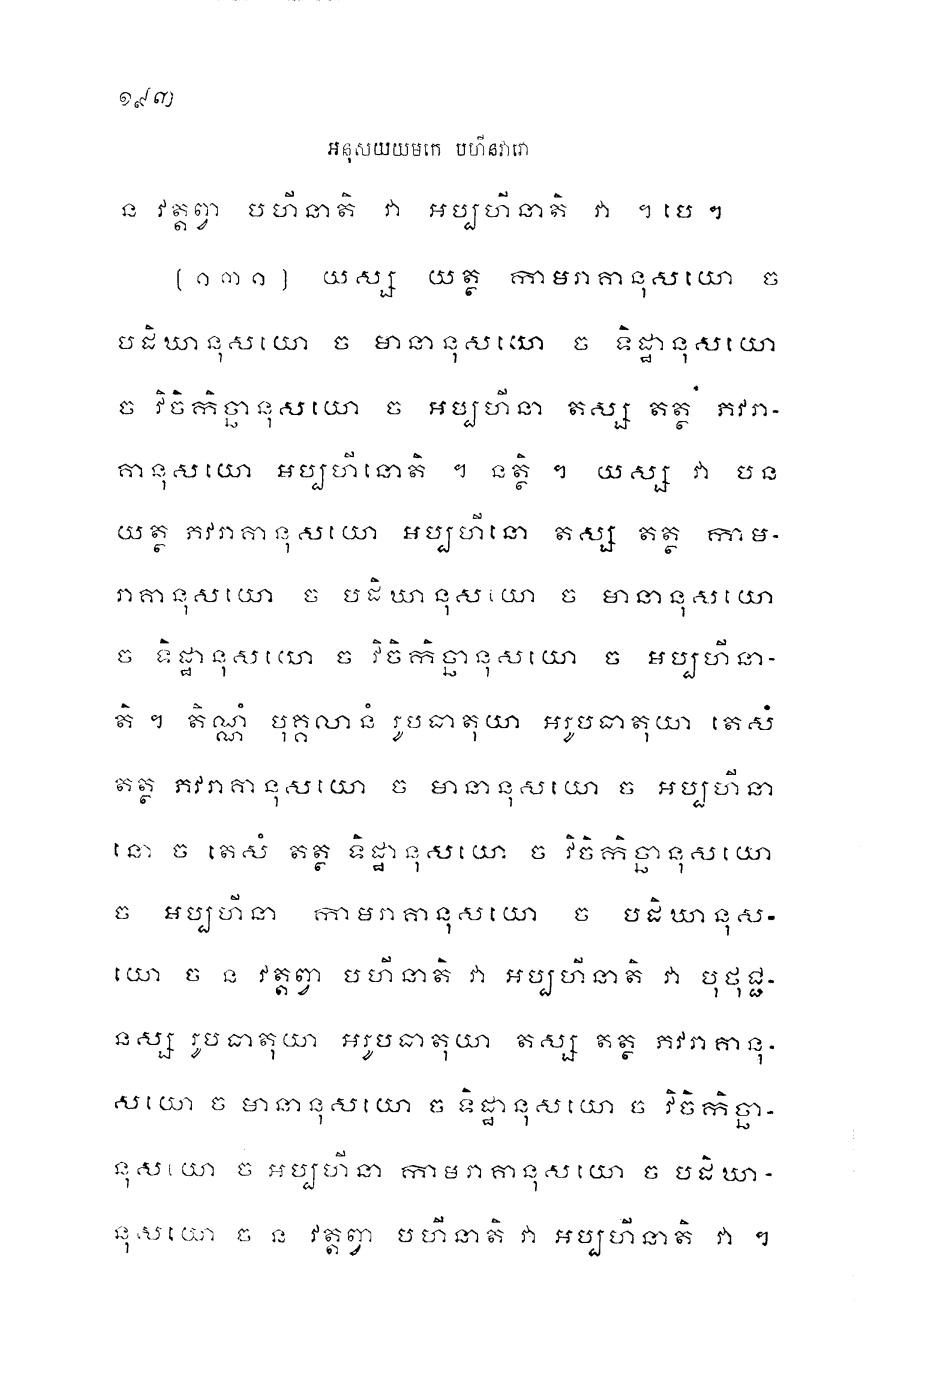 ១៩៣
អនុសយយមកេ បហីនវារោ
ន វត្តព្វា បហីនាតិ វា អប្បហីនាតិ វា ។ បេ ៗ
(១៣១) យស្ស យត្ថ កាមរាគានុសយោ ច
បដិឃានុសយោ ច មានានុសយោ ច ទិដ្ឋានុសយោ
ច វិចិកិច្ឆានុសយោ ច អប្បហីនា តស្ស តត្ថ ភវរា-
គានុសយោ អប្បហីនោតិ ។ នត្ថិ ។ យស្ស វា បន
យត្ថ ភវរាគានុសយោ អប្បហីនោ តស្ស តត្ថ កាម-
រាគានុសយោ ច បដិឃានុសយោ ច មានានុសយោ
ច ទិដ្ឋានុសយោ ច វិចិកិច្ឆានុសយោ ច អប្បហីនា-
តិ ។ តិណ្ណំ បុគ្គលានំ រូបធាតុយា អរូបធាតុយា តេសំ
តត្ថ ភវរាគានុសយោ ច មានានុសយោ ច អប្បហីនា
នោ ច តេសំ តត្ថ ទិដ្ឋានុសយោ ច វិចិកិច្ឆានុសយោ
ច អប្បហីនា កាមរាគានុសយោ ច បដិឃានុស-
យោ ច ន វត្តព្វា បហីនាតិ វា អប្បហីនាតិ វា បុថុជ្ជ-
នស្ស រូបធាតុយា អរូបធាតុយា តស្ស តត្ថ ភវរាគានុ-
សយោ ច មានានុសយោ ច ទិដ្ឋានុសយោ ច វិចិកិច្ឆា-
នុសយោ ច អប្បហីនា កាមរាគានុសយោ ច បដិឃា-
នុសយោ ច ន វត្តព្វា បហីនាតិ វា អប្បហីនាតិ វា ៗ